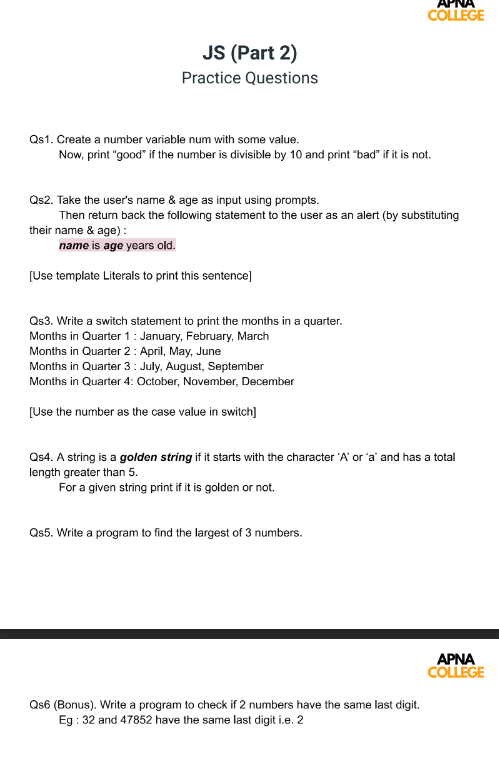 APNA
COLLEGE
JS (Part 2)
Practice Questions
Qs1. Create a number variable num with some value.
Now, print “good” if the number is divisible by 10 and print “bad” if it is not.
Qs2. Take the user's name & age as input using prompts.
Then return back the following statement to the user as an alert (by substituting
their name & age) :
name is age years old.
[Use template Literals to print this sentence]
Qs3. Write a switch statement to print the months in a quarter.
Months in Quarter 1 : January, February, March
Months in Quarter 2 : April, May, June
Months in Quarter 3 : July, August, September
Months in Quarter 4: October, November, December
[Use the number as the case value in switch]
Qs4. A string is a golden string if it starts with the character ‘A’ or ‘a’ and has a total
length greater than 5.
For a given string print if it is golden or not.
Qs5. Write a program to find the largest of 3 numbers.
APNA
COLLEGE
Qs6 (Bonus). Write a program to check if 2 numbers have the same last digit.
Eg : 32 and 47852 have the same last digit i.e. 2